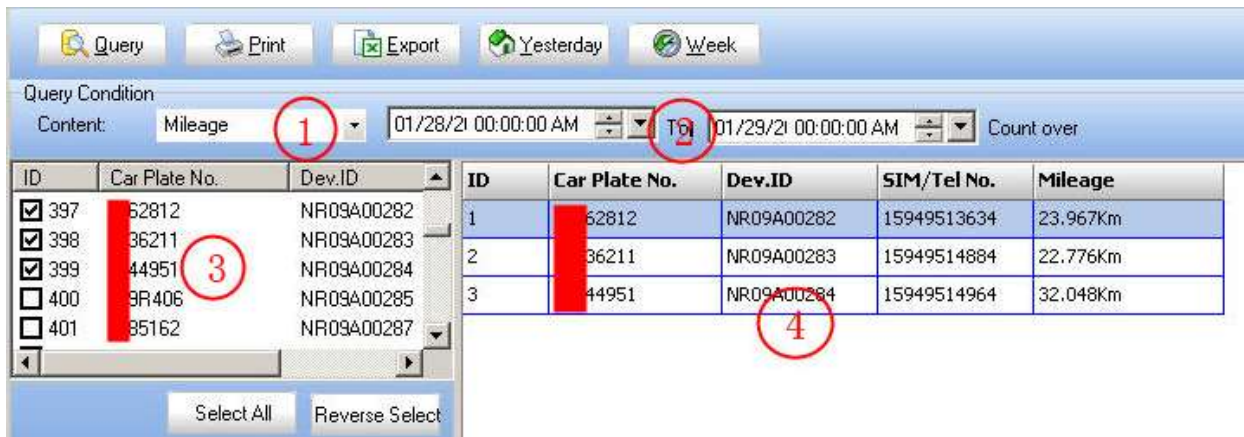 Query Print Export Yesterday Week
Query Condition
Content: Mileage 1 01/28/2 00:00:00 AM 2 To 01/29/2 00:00:00 AM Count over
ID Car Plate No. Dev.ID
397 62812 NR09A00282
398 36211 NR09A00283
399 44951 3 NR09A00284
400 9R406 NR09A00285
401 85162 NR09A00287
Select All Reverse Select
ID Car Plate No. Dev.ID SIM/Tel No. Mileage
1 62812 NR09A00282 15949513634 23.967Km
2 36211 NR09A00283 15949514884 22.776Km
3 44951 NR09A00284 15949514964 32.048Km
4